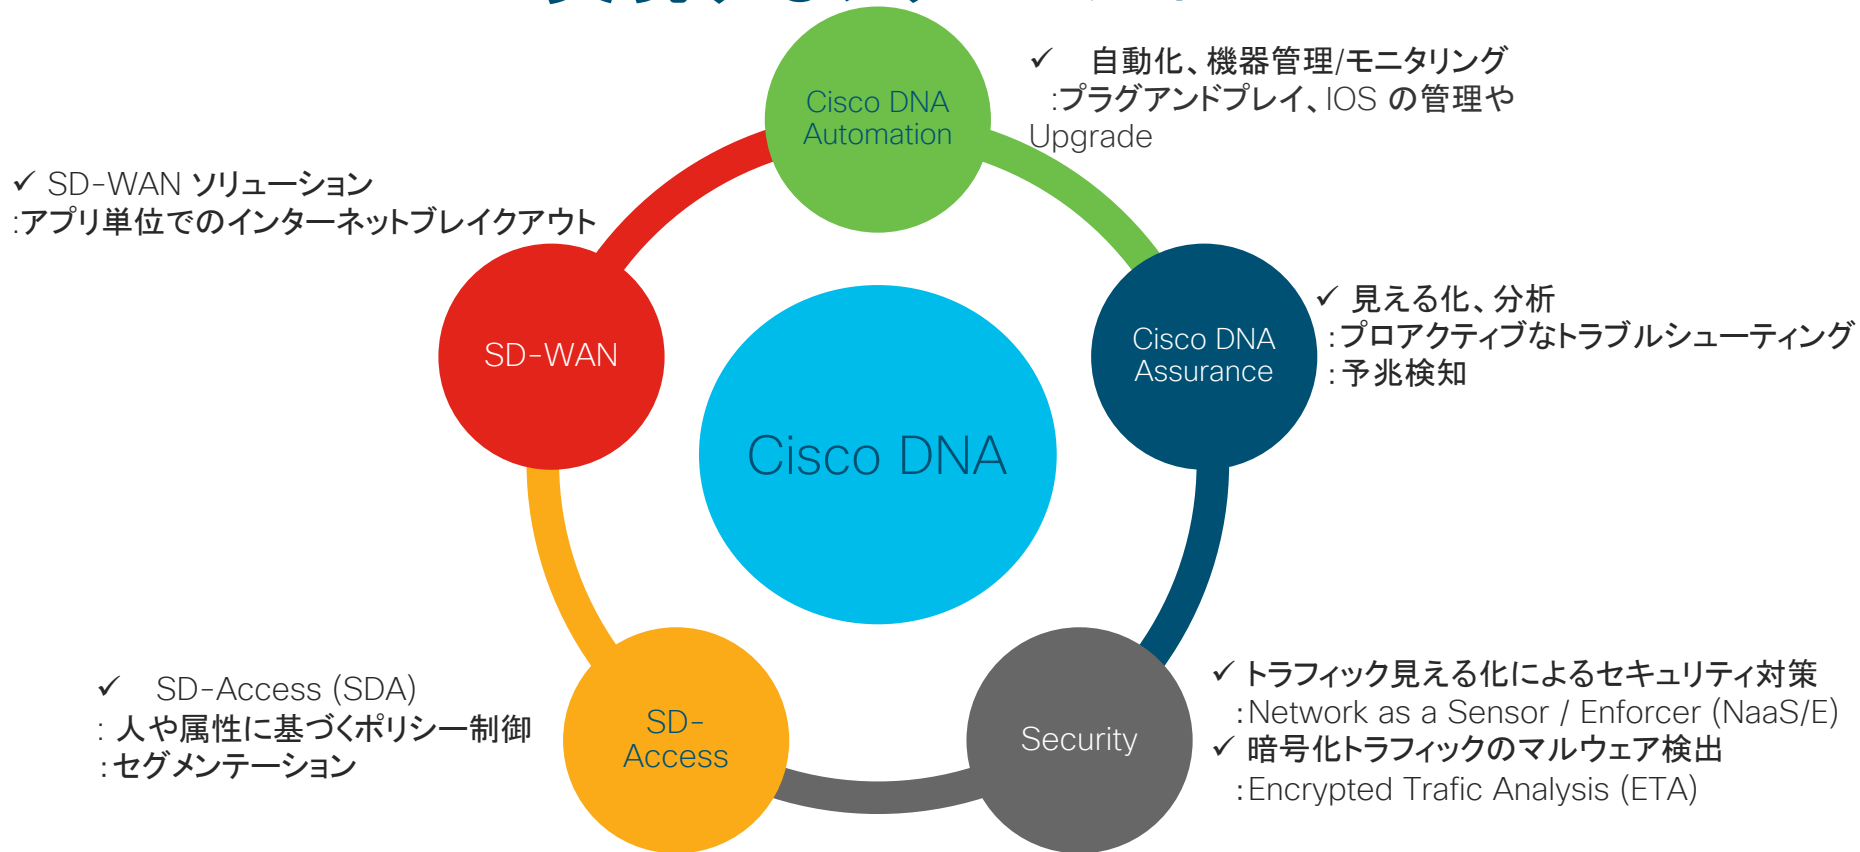 Cisco DNA
Automation
✓ 自動化、機器管理/モニタリング
:プラグアンドプレイ、IOS の管理や
Upgrade
✓ SD-WAN ソリューション
:アプリ単位でのインターネットブレイクアウト
SD-WAN
Cisco DNA
Assurance
✓ 見える化、分析
:プロアクティブなトラブルシューティング
:予兆検知
Cisco DNA
✓ SD-Access (SDA)
: 人や属性に基づくポリシー制御
:セグメンテーション
SD-
Access
Security
✓ トラフィック見える化によるセキュリティ対策
:Network as a Sensor / Enforcer (NaaS/E)
✓ 暗号化トラフィックのマルウェア検出
:Encrypted Trafic Analysis (ETA)